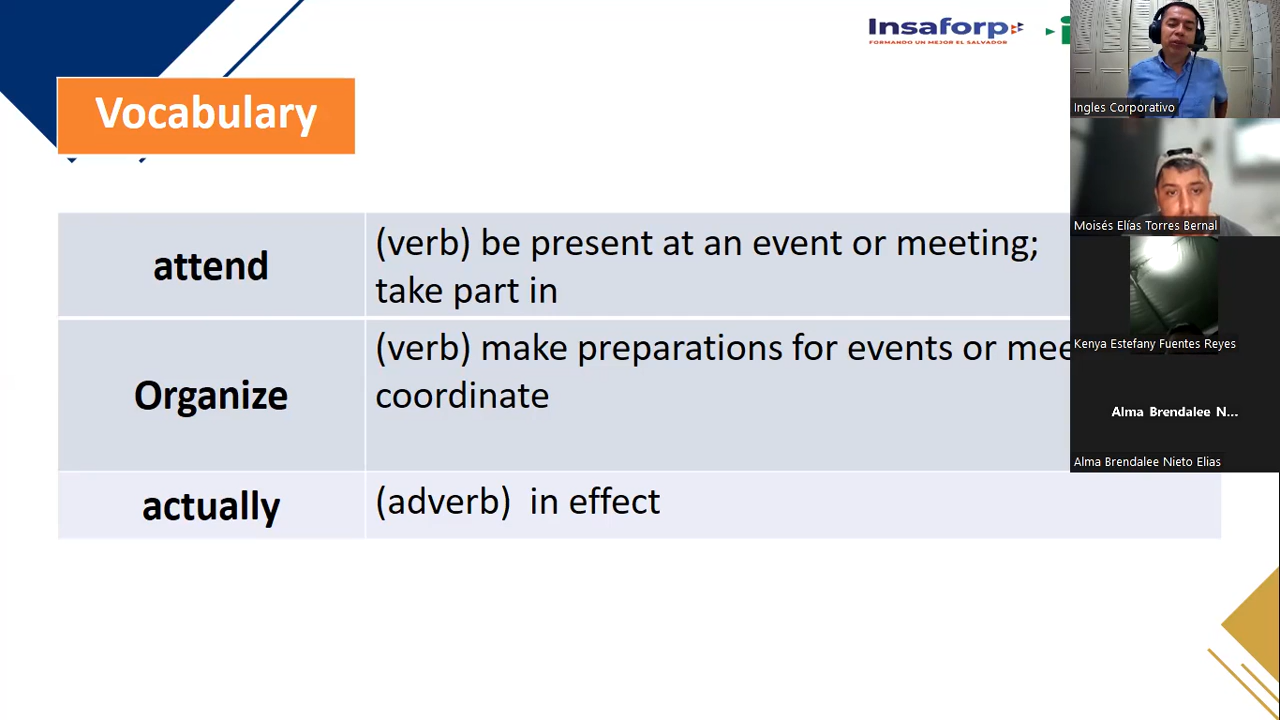 Insaforp
FORMANDO UN MEJOR EL SALVADOR
Vocabulary
attend
(verb) be present at an event or meeting;
take part in
Organize
(verb) make preparations for events or mee
coordinate
actually
(adverb) in effect
Ingles Corporativo
Moisés Elías Torres Bernal
Kenya Estefany Fuentes Reyes
Alma Brendalee N...
Alma Brendalee Nieto Elias